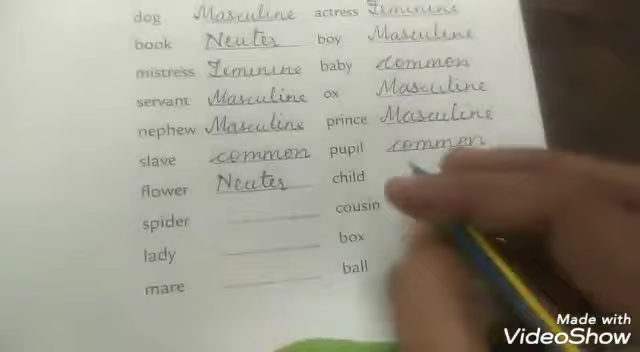 dog Masculine actress Feminine
book Neuter boy Masculine
mistress Feminine baby common
servant Masculine ox Masculine
nephew Masculine prince Masculine
slave common pupil common
flower Neuter child
spider cousin
lady box
mare ball
Made with
VideoShow